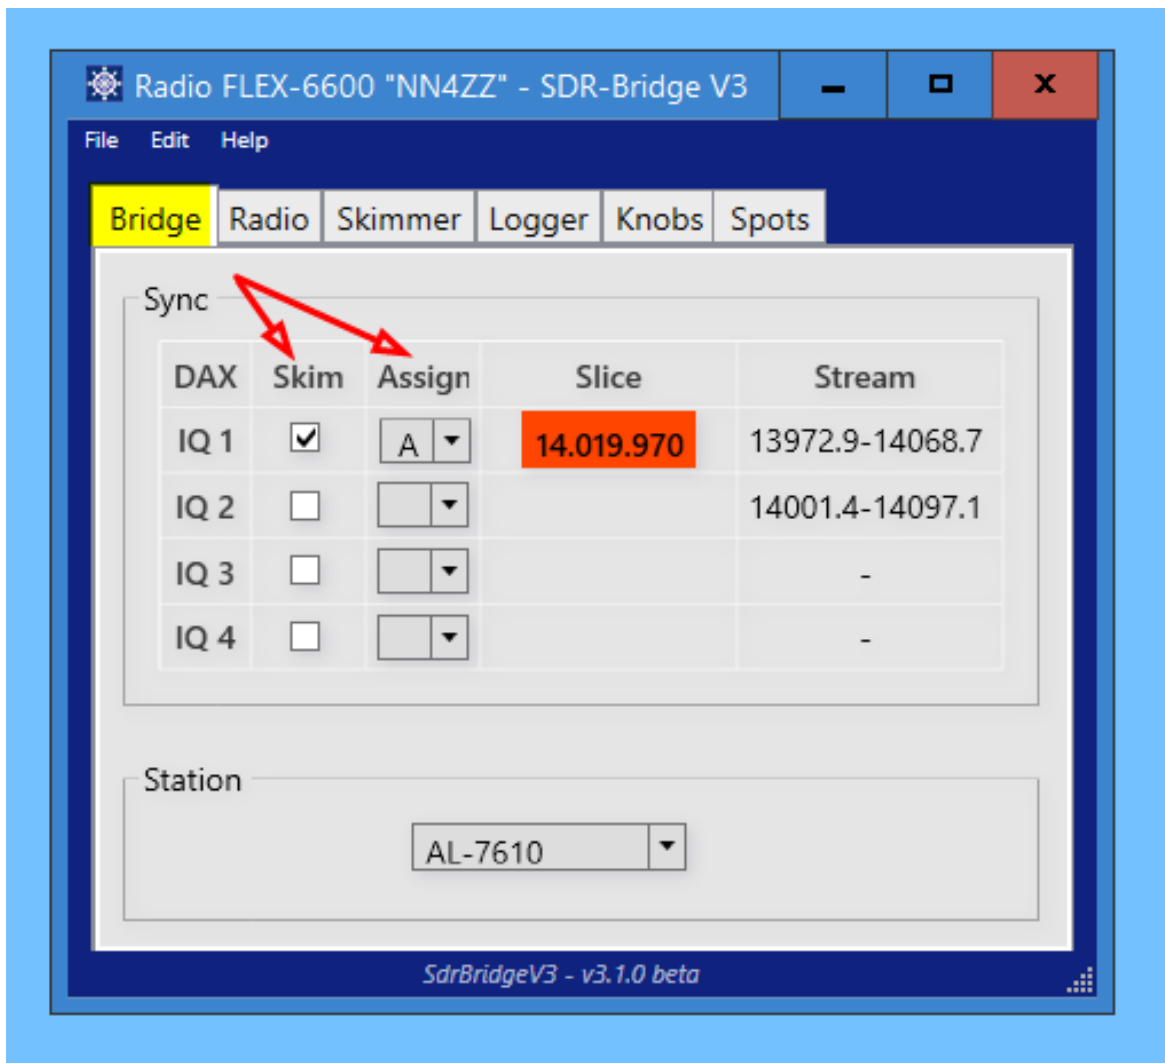 Radio FLEX-6600 "NN4ZZ" - SDR-Bridge V3
File Edit Help
Bridge Radio Skimmer Logger Knobs Spots
Sync
DAX Skim Assign Slice Stream
IQ 1 A 14.019.970 13972.9-14068.7
IQ 2 14001.4-14097.1
IQ 3 -
IQ 4 -
Station
AL-7610
SdrBridgeV3 - v3.1.0 beta